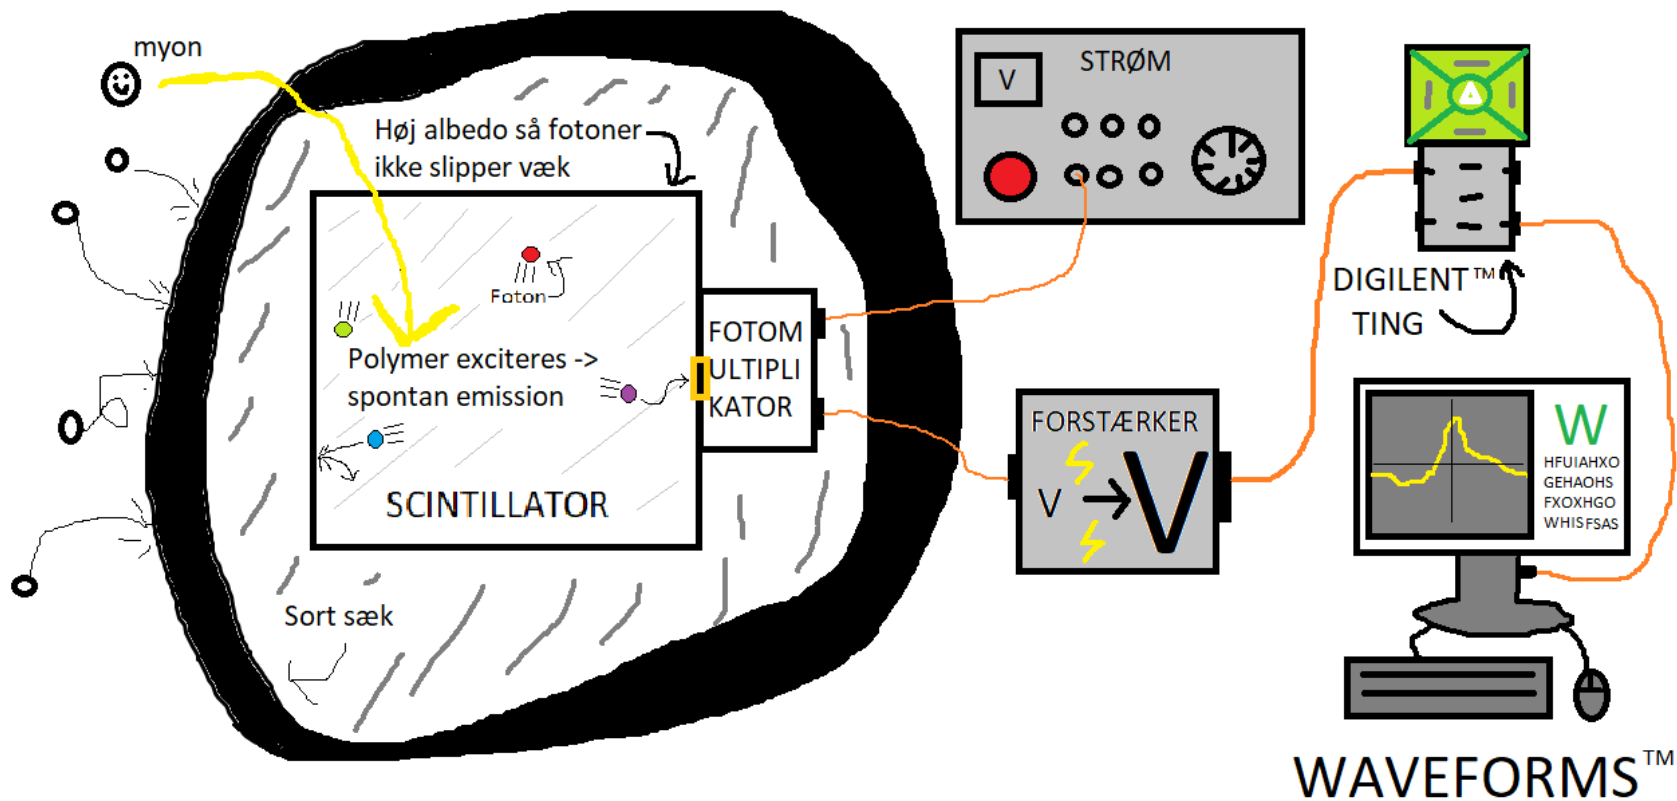 myon
Høj albedo så fotoner
ikke slipper væk
Foton
Polymer exciteres ->
spontan emission
SCINTILLATOR
Sort sæk
FOTOM
ULTIPLI
KATOR
V
STRØM
FORSTÆRKER
V
V
DIGILENT™
TING
W
HFUIAHXO
GEHAOHS
FXOXHGO
WHISFSAS
WAVEFORMS™